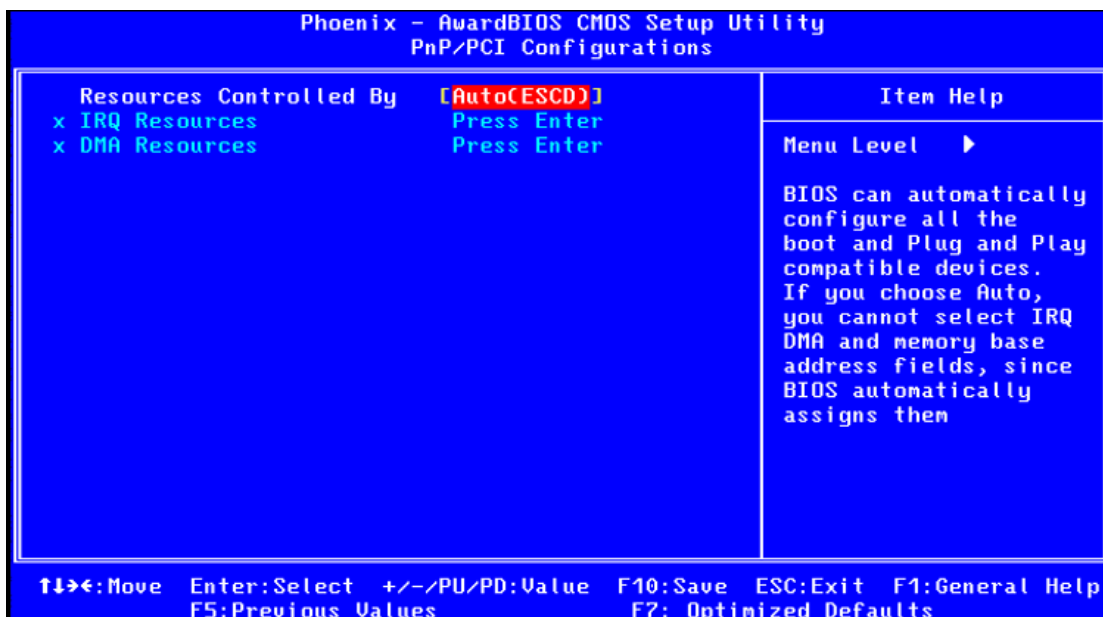 Phoenix - AwardBIOS CMOS Setup Utility
PnP/PCI Configurations
Resources Controlled By [Auto(ESCD)]
x IRQ Resources Press Enter
x DMA Resources Press Enter
Item Help
Menu Level ▶
BIOS can automatically
configure all the
boot and Plug and Play
compatible devices.
If you choose Auto,
you cannot select IRQ
DMA and memory base
address fields, since
BIOS automatically
assigns them
↑↓→←:Move Enter:Select +/-/PU/PD:Value F10:Save ESC:Exit F1:General Help
F5:Previous Values F7: Optimized Defaults